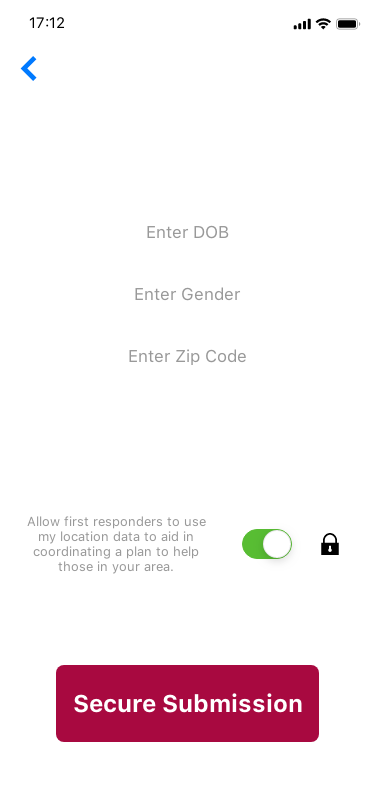 17:12
Enter DOB
Enter Gender
Enter Zip Code
Allow first responders to use
my location data to aid in
coordinating a plan to help
those in your area.
Secure Submission